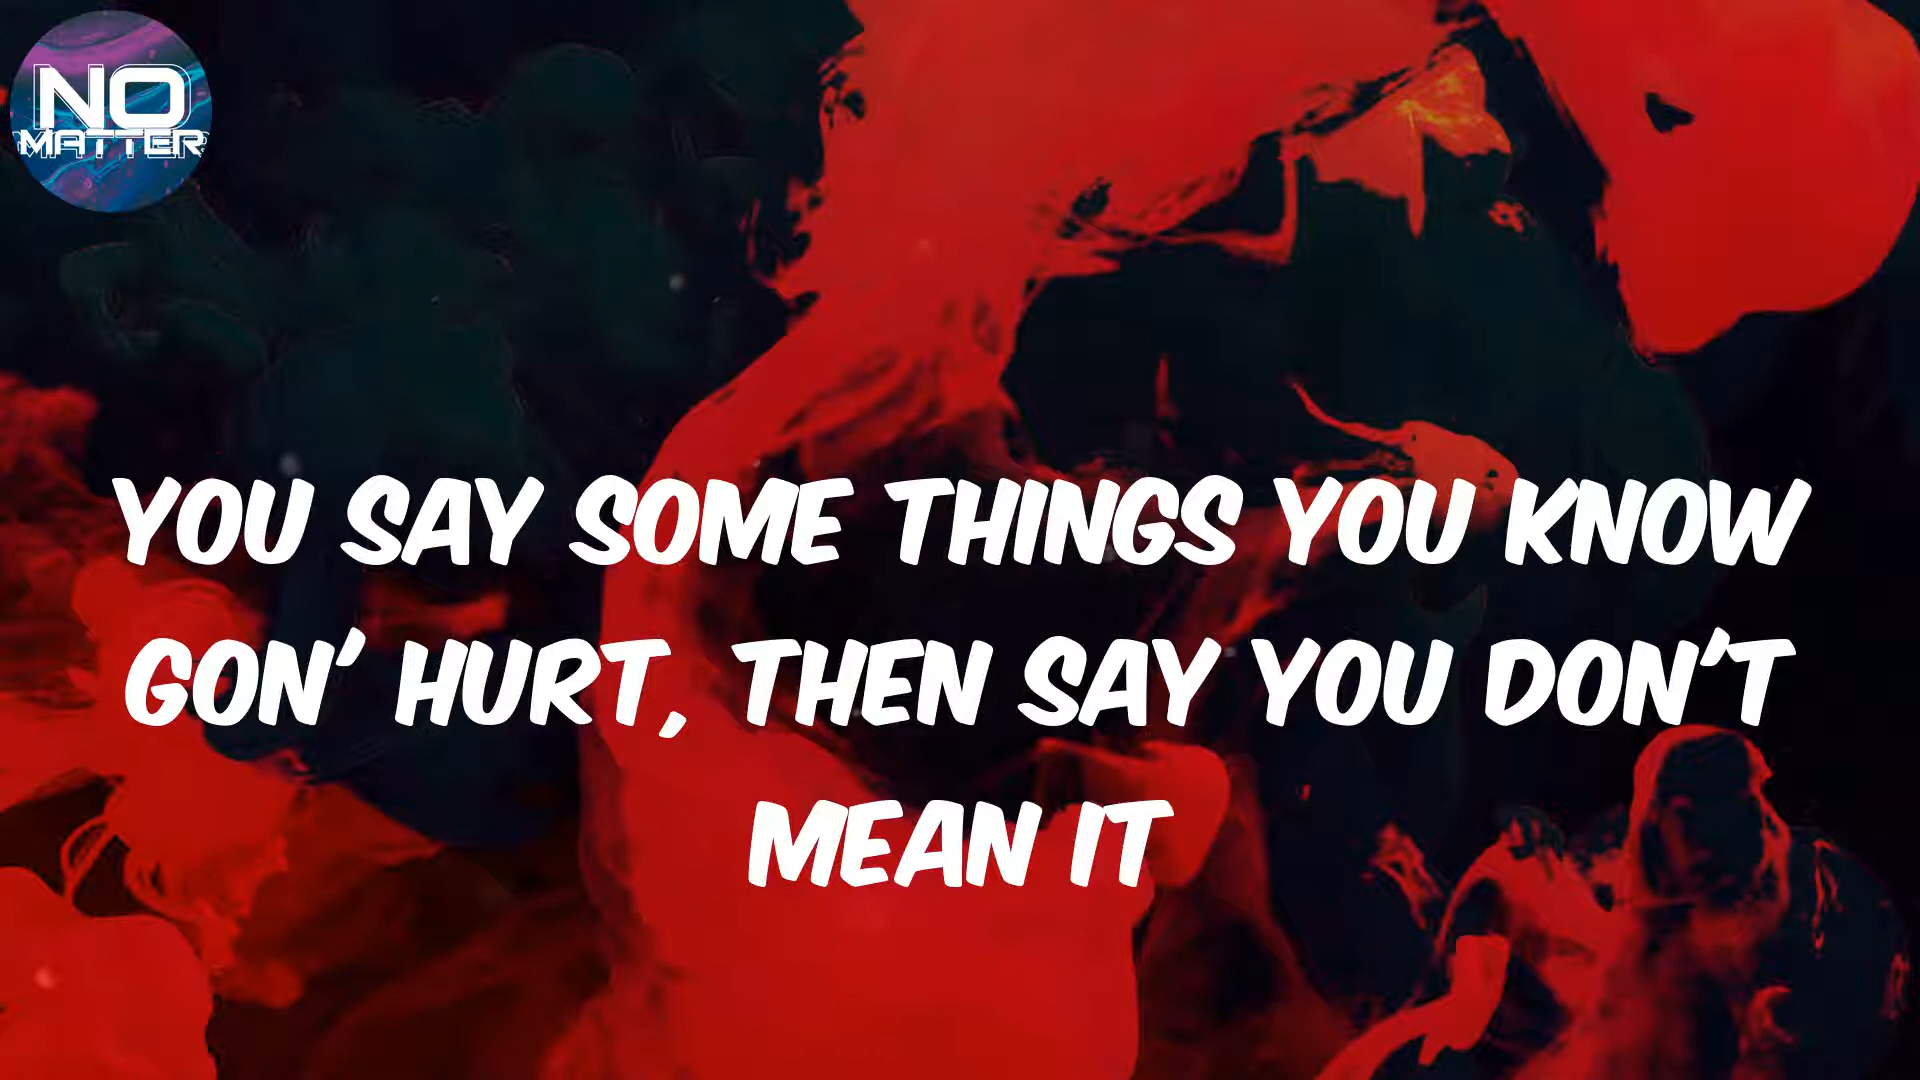 NO
MATTER
YOU SAY SOME THINGS YOU KNOW
GON' HURT, THEN SAY YOU DON'T
MEAN IT